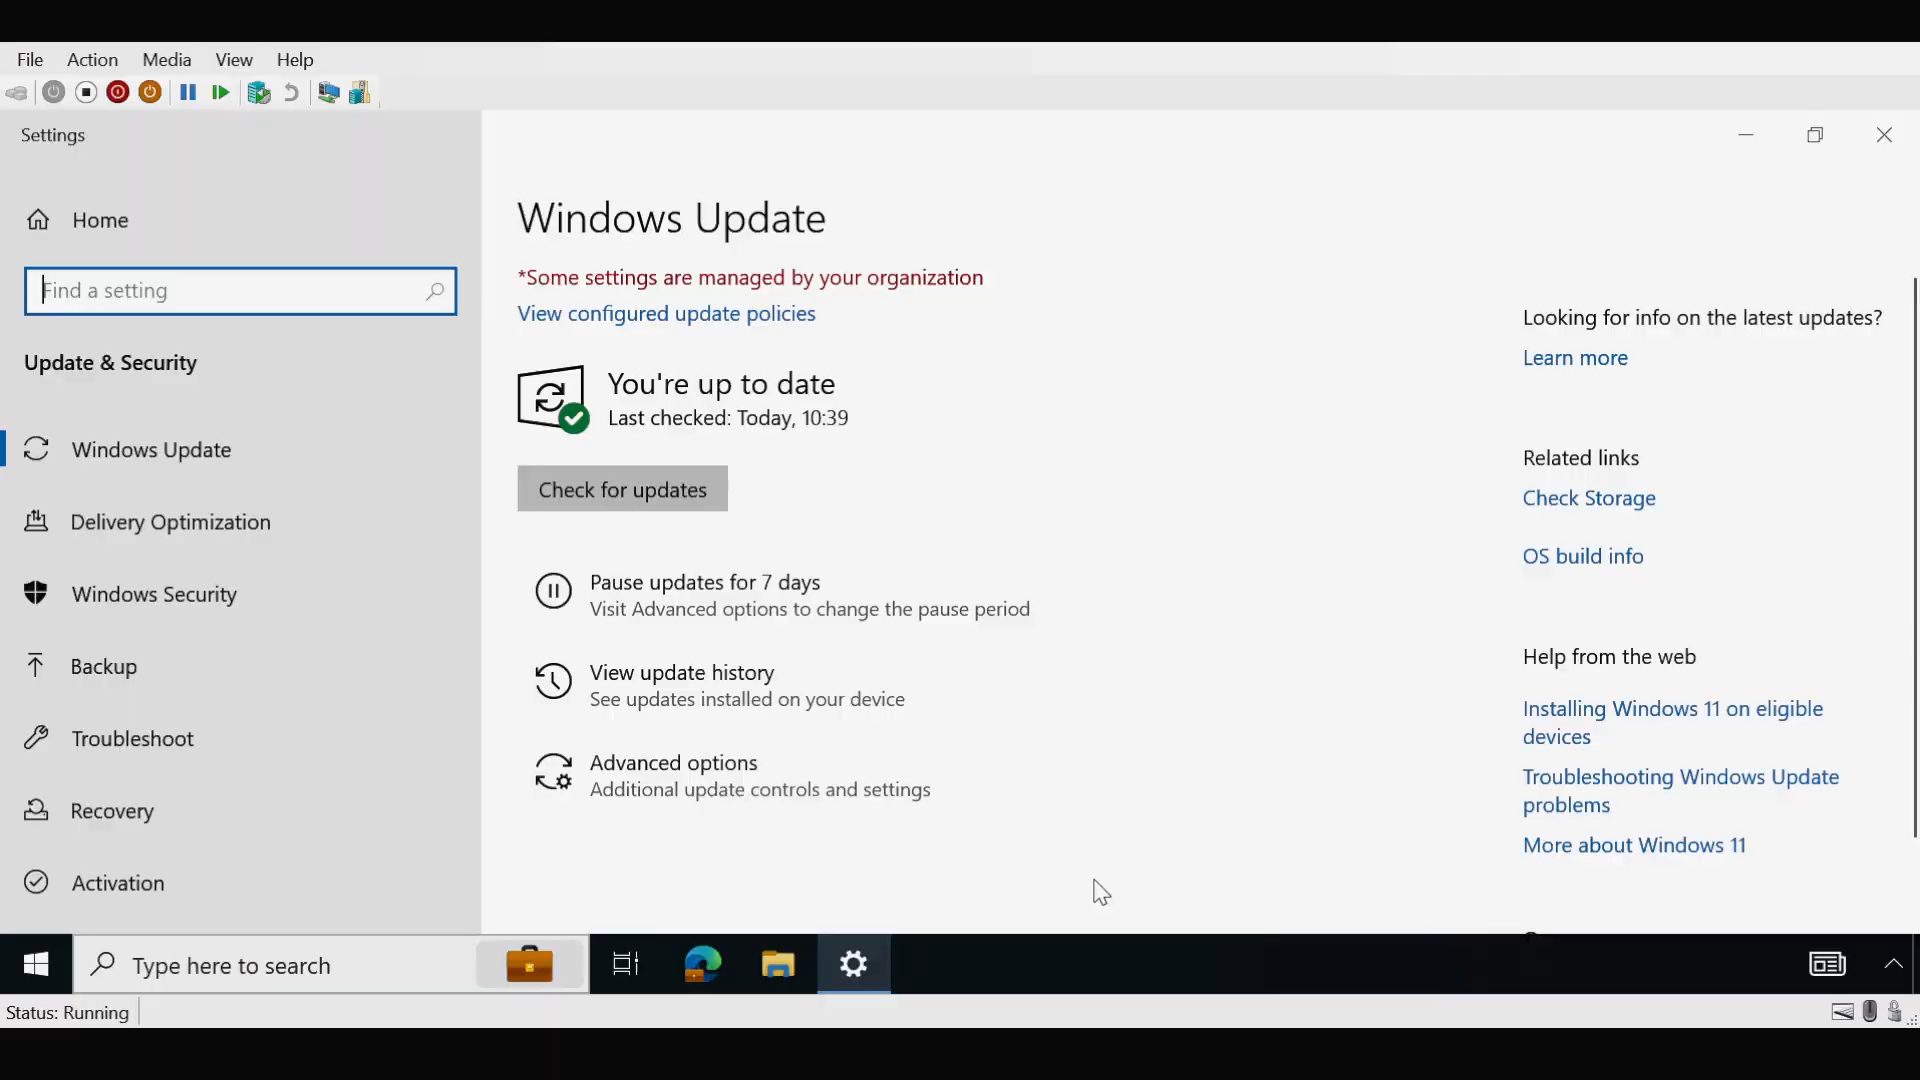 File Action Media View Help
Settings
Home
Find a setting
Update & Security
Windows Update
Delivery Optimization
Windows Security
Backup
Troubleshoot
Recovery
Activation
Windows Update
*Some settings are managed by your organization
View configured update policies
You're up to date
Last checked: Today, 10:39
Check for updates
Pause updates for 7 days
Visit Advanced options to change the pause period
View update history
See updates installed on your device
Advanced options
Additional update controls and settings
Looking for info on the latest updates?
Learn more
Related links
Check Storage
OS build info
Help from the web
Installing Windows 11 on eligible
devices
Troubleshooting Windows Update
problems
More about Windows 11
Type here to search
Status: Running